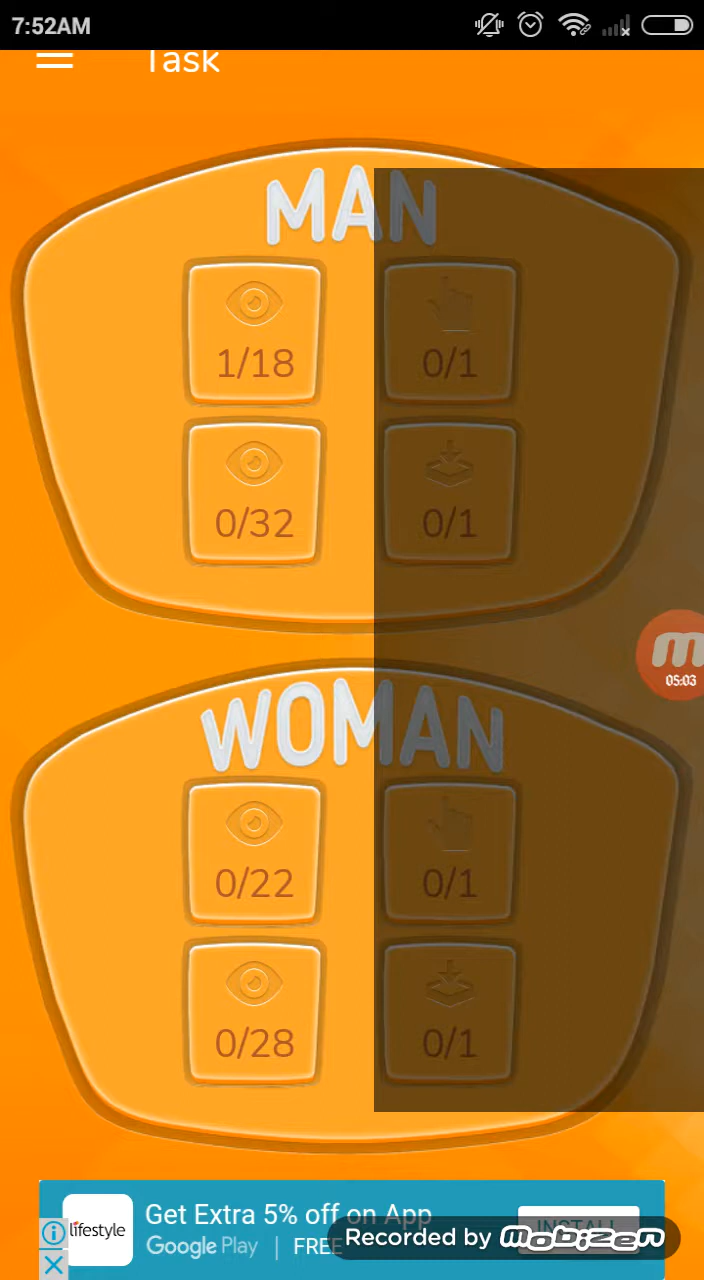 7:52AM
Task
MAN
1/18 0/1
0/32 0/1
05:03
WOMAN
0/22 0/1
0/28 0/1
Get Extra 5% off on App
lifestyle
Google Play | FREE
INSTALL
Recorded by mobizen